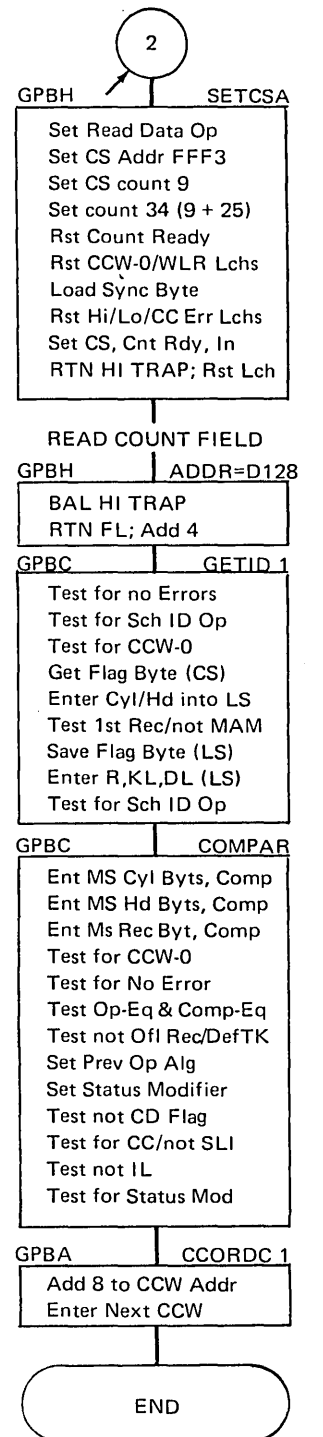 2
GPBH SETCSA
Set Read Data Op
Set CS Addr FFF3
Set CS count 9
Set count 34 (9 + 25)
Rst Count Ready
Rst CCW-0/WLR Lchs
Load Sync Byte
Rst Hi/Lo/CC Err Lchs
Set CS, Cnt Rdy, In
RTN HI TRAP; Rst Lch
READ COUNT FIELD
GPBH ADDR=D128
BAL HI TRAP
RTN FL; Add 4
GPBC GETID 1
Test for no Errors
Test for Sch ID Op
Test for CCW-0
Get Flag Byte (CS)
Enter Cyl/Hd into LS
Test 1st Rec/not MAM
Save Flag Byte (LS)
Enter R,KL,DL (LS)
Test for Sch ID Op
GPBC COMPAR
Ent MS Cyl Byts, Comp
Ent MS Hd Byts, Comp
Ent Ms Rec Byt, Comp
Test for CCW-0
Test for No Error
Test Op-Eq & Comp-Eq
Test not Ofl Rec/DefTK
Set Prev Op Alg
Set Status Modifier
Test not CD Flag
Test for CC/not SLI
Test not IL
Test for Status Mod
GPBA CCORDC 1
Add 8 to CCW Addr
Enter Next CCW
END